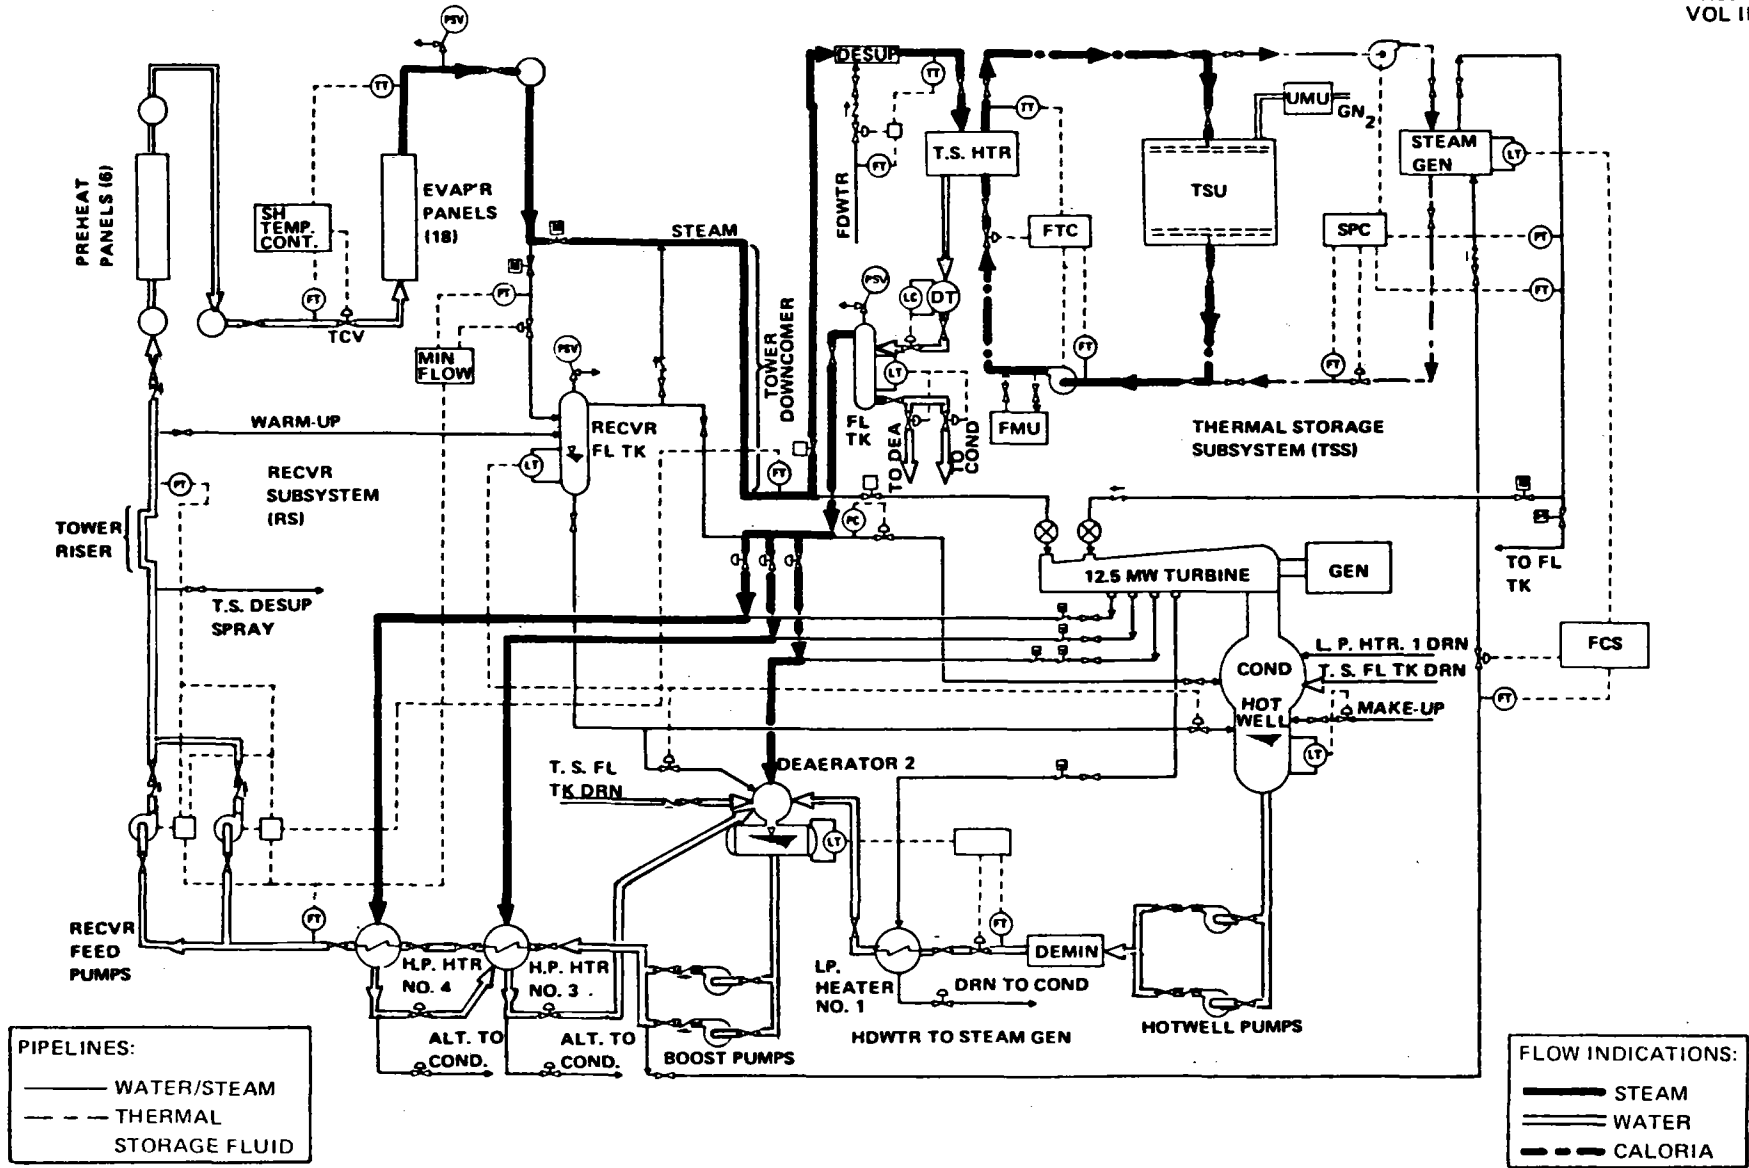 VOL II
PSV
DESUP
TT
TT
TT
UMU
GN2
PREHEAT
PANELS (6)
T.S. HTR
STEAM
GEN
LT
TSU
EVAP'R
PANELS
(18)
SH
TEMP.
CONT.
FT
FDWTR
STEAM
FTC
SPC
PT
FT
PT
PSV
LC
DT
FT
TCV
MIN
FLOW
TOWER
DOWNCOMER
PSV
LT
FT
FT
FL
TK
FMU
TO DEA
TO
COND
THERMAL STORAGE
SUBSYSTEM (TSS)
WARM-UP
RECVR
FL TK
LT
RECVR
SUBSYSTEM
(RS)
PT
FT
TOWER
RISER
PC
TO FL
TK
12.5 MW TURBINE
GEN
T.S. DESUP
SPRAY
L. P. HTR. 1 DRN
FCS
COND
T. S. FL TK DRN
FT
HOT
WELL
MAKE-UP
LT
T. S. FL
TK DRN
DEAERATOR 2
LT
FT
FT
RECVR
FEED
PUMPS
H.P. HTR
NO. 4
H.P. HTR
NO. 3
LP.
HEATER
NO. 1
DEMIN
DRN TO COND
HOTWELL PUMPS
HDWTR TO STEAM GEN
ALT. TO
COND.
ALT. TO
COND.
BOOST PUMPS
PIPELINES:
WATER/STEAM
THERMAL
STORAGE FLUID
FLOW INDICATIONS:
STEAM
WATER
CALORIA